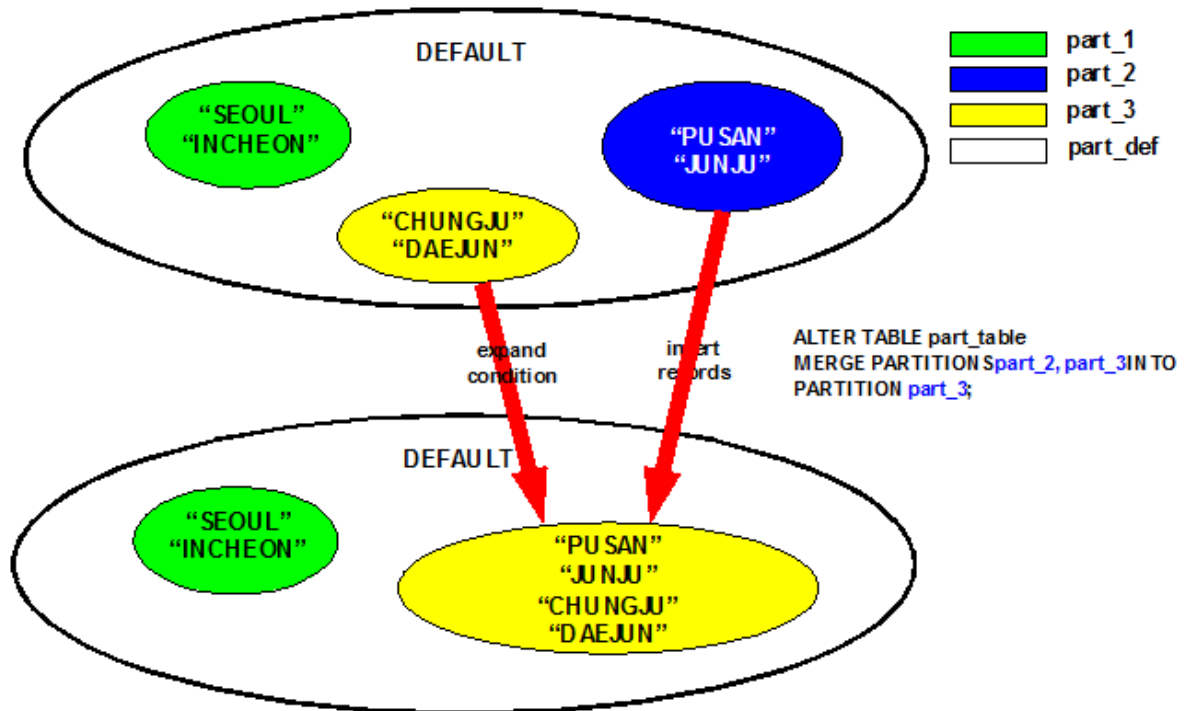 DEFAULT
“SEOUL”
“INCHEON”
“PUSAN”
“JUNJU”
“CHUNGJU”
“DAEJUN”
part_1
part_2
part_3
part_def
expand
condition
insert
records
ALTER TABLE part_table
MERGE PARTITIONS part_2, part_3 INTO
PARTITION part_3;
DEFAULT
“SEOUL”
“INCHEON”
“PUSAN”
“JUNJU”
“CHUNGJU”
“DAEJUN”